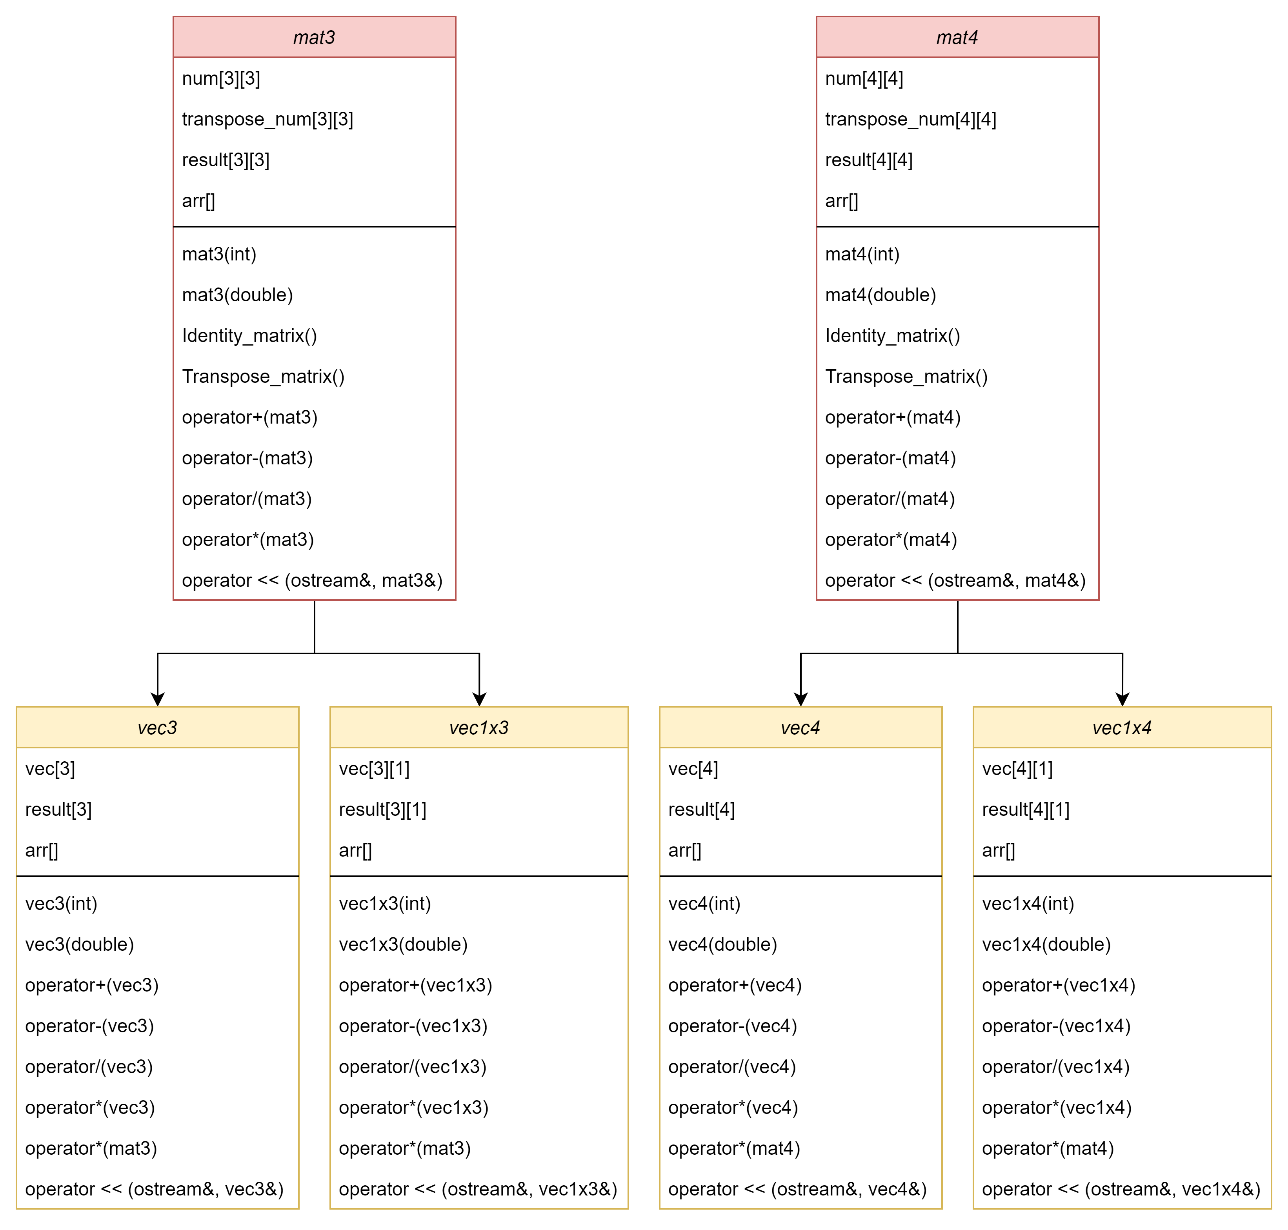 mat3
num[3][3]
transpose_num[3][3]
result[3][3]
arr[]
mat3(int)
mat3(double)
Identity_matrix()
Transpose_matrix()
operator+(mat3)
operator-(mat3)
operator/(mat3)
operator*(mat3)
operator << (ostream&, mat3&)
mat4
num[4][4]
transpose_num[4][4]
result[4][4]
arr[]
mat4(int)
mat4(double)
Identity_matrix()
Transpose_matrix()
operator+(mat4)
operator-(mat4)
operator/(mat4)
operator*(mat4)
operator << (ostream&, mat4&)
vec3
vec[3]
result[3]
arr[]
vec3(int)
vec3(double)
operator+(vec3)
operator-(vec3)
operator/(vec3)
operator*(vec3)
operator*(mat3)
operator << (ostream&, vec3&)
vec1x3
vec[3][1]
result[3][1]
arr[]
vec1x3(int)
vec1x3(double)
operator+(vec1x3)
operator-(vec1x3)
operator/(vec1x3)
operator*(vec1x3)
operator*(mat3)
operator << (ostream&, vec1x3&)
vec4
vec[4]
result[4]
arr[]
vec4(int)
vec4(double)
operator+(vec4)
operator-(vec4)
operator/(vec4)
operator*(vec4)
operator*(mat4)
operator << (ostream&, vec4&)
vec1x4
vec[4][1]
result[4][1]
arr[]
vec1x4(int)
vec1x4(double)
operator+(vec1x4)
operator-(vec1x4)
operator/(vec1x4)
operator*(vec1x4)
operator*(mat4)
operator << (ostream&, vec1x4&)